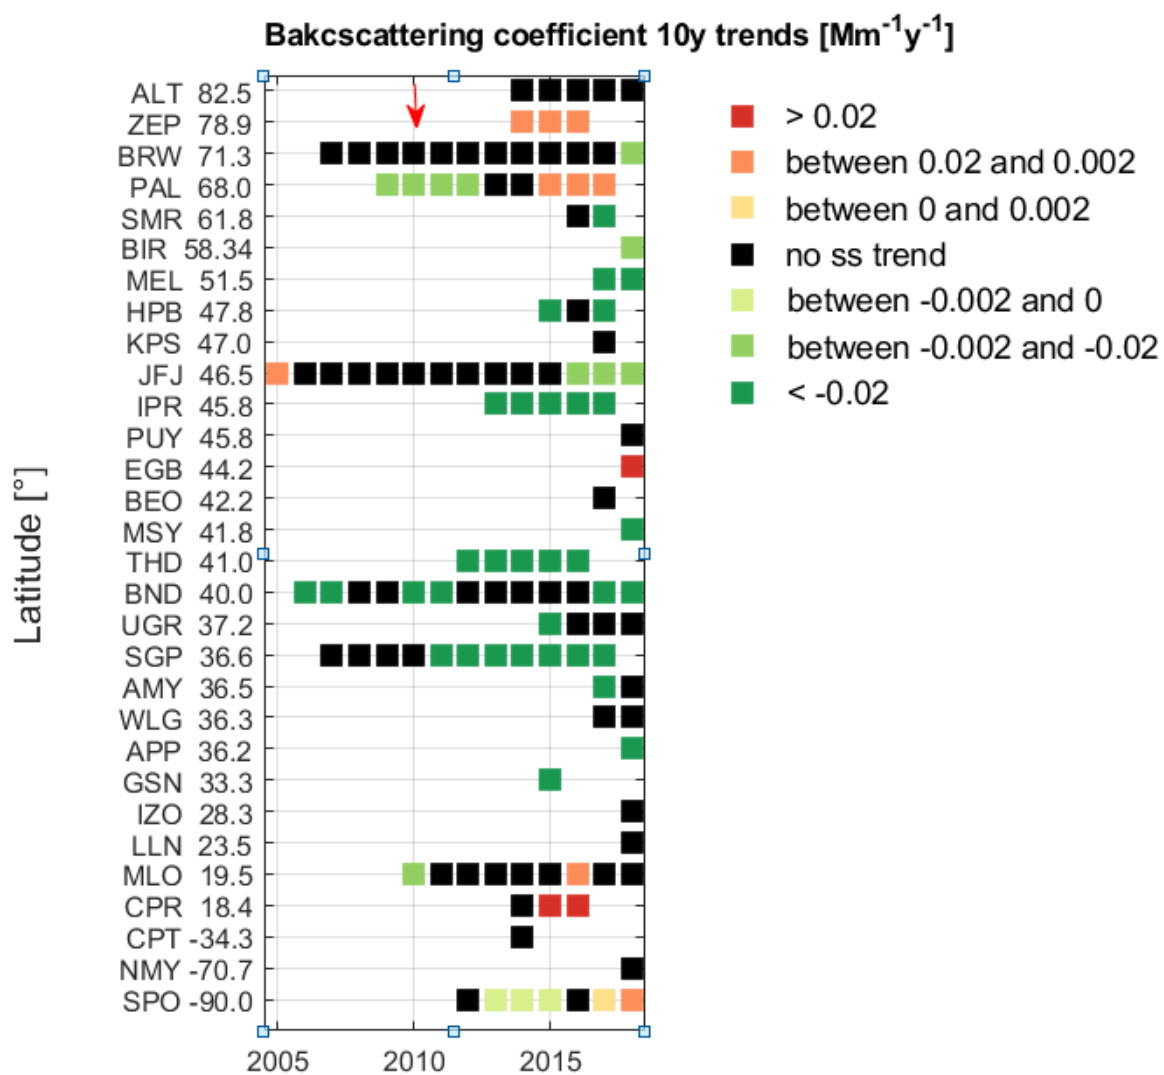 Bakcscattering coefficient 10y trends [Mm⁻¹y⁻¹]
ALT 82.5
ZEP 78.9
BRW 71.3
PAL 68.0
SMR 61.8
BIR 58.34
MEL 51.5
HPB 47.8
KPS 47.0
JFJ 46.5
IPR 45.8
PUY 45.8
EGB 44.2
BEO 42.2
MSY 41.8
THD 41.0
BND 40.0
UGR 37.2
SGP 36.6
AMY 36.5
WLG 36.3
APP 36.2
GSN 33.3
IZO 28.3
LLN 23.5
MLO 19.5
CPR 18.4
CPT -34.3
NMY -70.7
SPO -90.0
Latitude [°]
2005 2010 2015
> 0.02
between 0.02 and 0.002
between 0 and 0.002
no ss trend
between -0.002 and 0
between -0.002 and -0.02
< -0.02